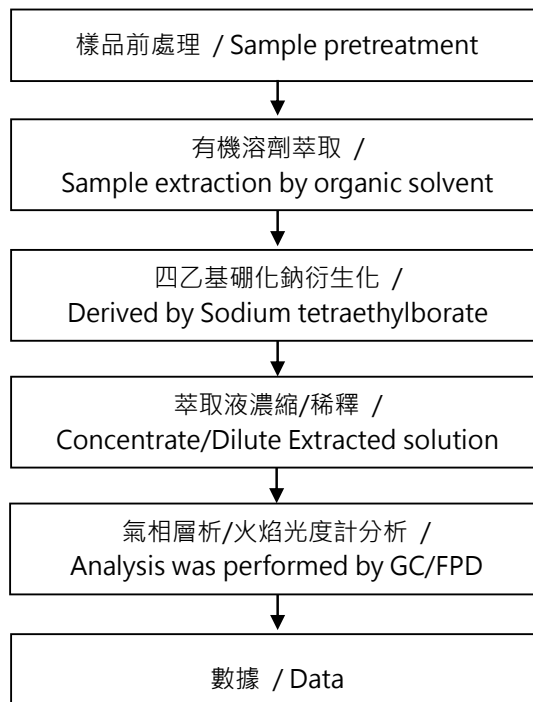 樣品前處理 / Sample pretreatment
有機溶劑萃取 /
Sample extraction by organic solvent
四乙基硼化鈉衍生化 /
Derived by Sodium tetraethylborate
萃取液濃縮/稀釋 /
Concentrate/Dilute Extracted solution
氣相層析/火焰光度計分析 /
Analysis was performed by GC/FPD
數據 / Data